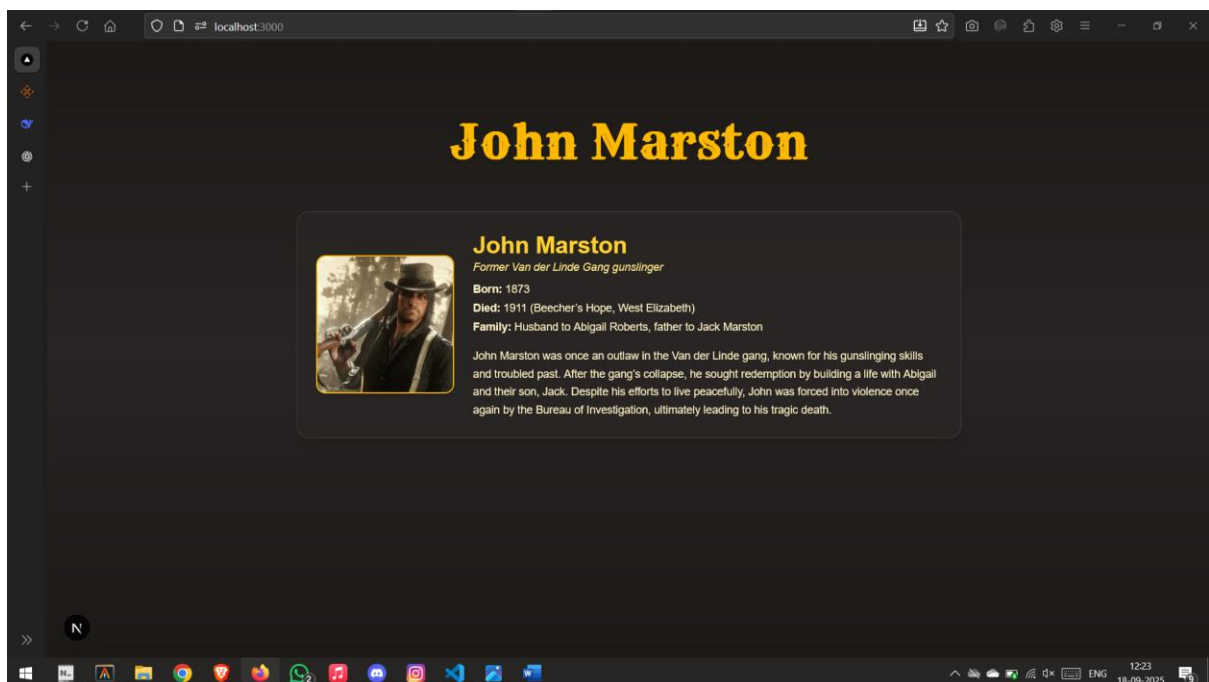 localhost:3000
John Marston
John Marston
Former Van der Linde Gang gunslinger
Born: 1873
Died: 1911 (Beecher’s Hope, West Elizabeth)
Family: Husband to Abigail Roberts, father to Jack Marston
John Marston was once an outlaw in the Van der Linde gang, known for his gunslinging skills
and troubled past. After the gang’s collapse, he sought redemption by building a life with Abigail
and their son, Jack. Despite his efforts to live peacefully, John was forced into violence once
again by the Bureau of Investigation, ultimately leading to his tragic death.
N
ENG
12:23
18-09-2025